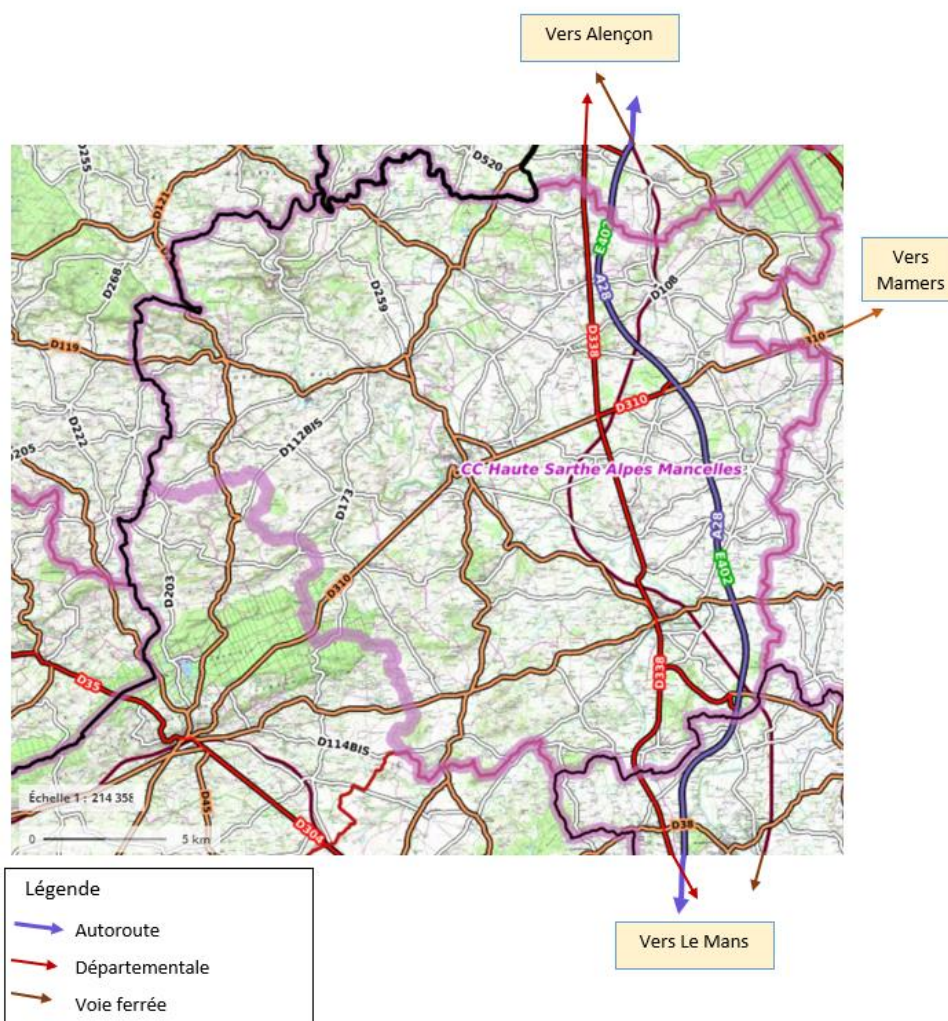 Vers Alençon
D255
D520
D121
E402
Vers
Mamers
D268
D259
A28
D108
D119
D338
310
D310
D222
D112BIS
D205
CC Haute Sarthe Alpes Mancelles
D173
A28
E402
D203
D310
D35
D338
D114BIS
Échelle 1 : 214 358
0 5 km
D45
D304
D38
Légende
Autoroute
Départementale
Voie ferrée
Vers Le Mans